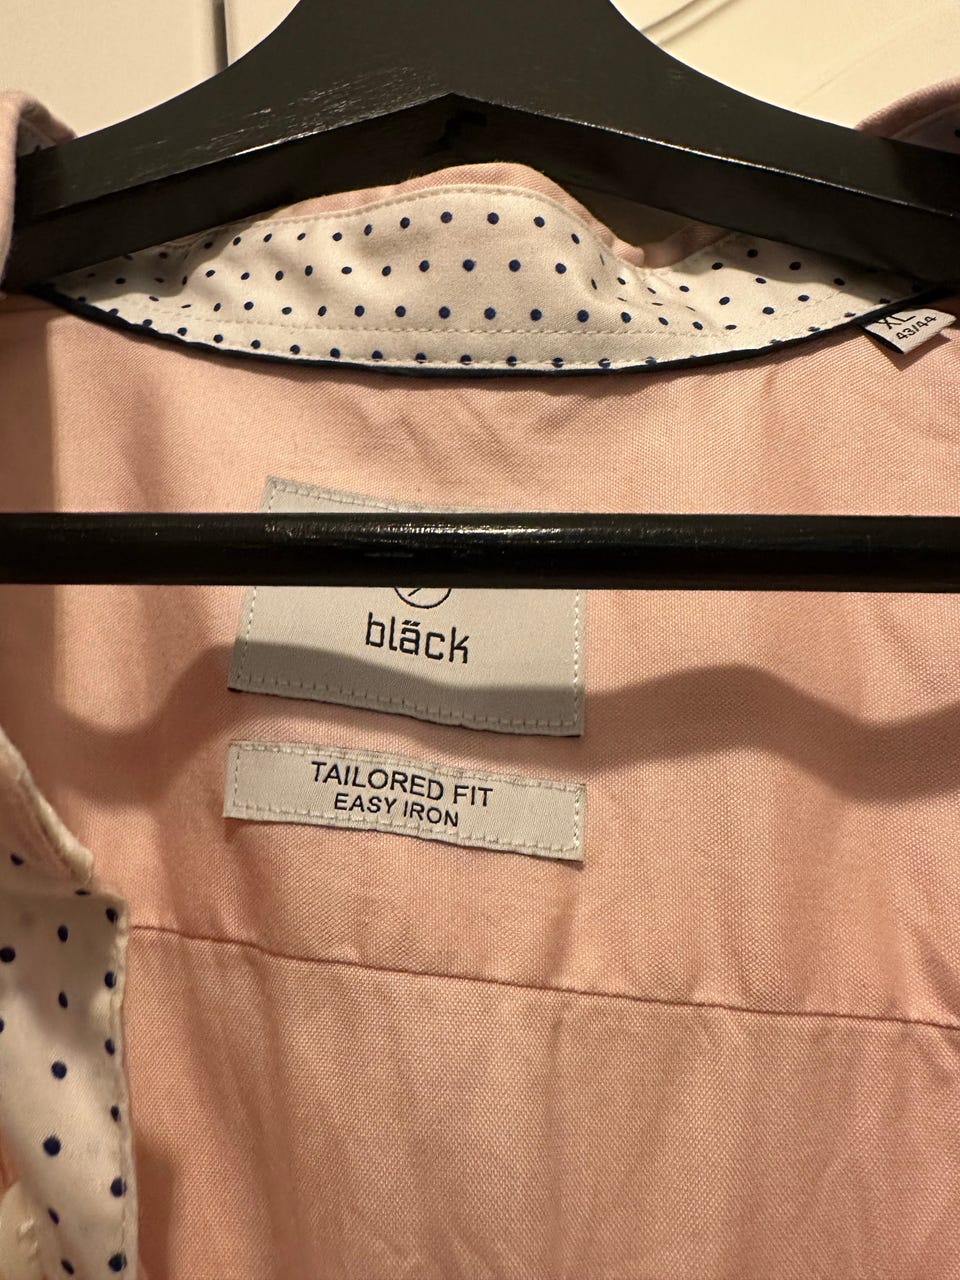 XL
43/44
bläck
TAILORED FIT
EASY IRON